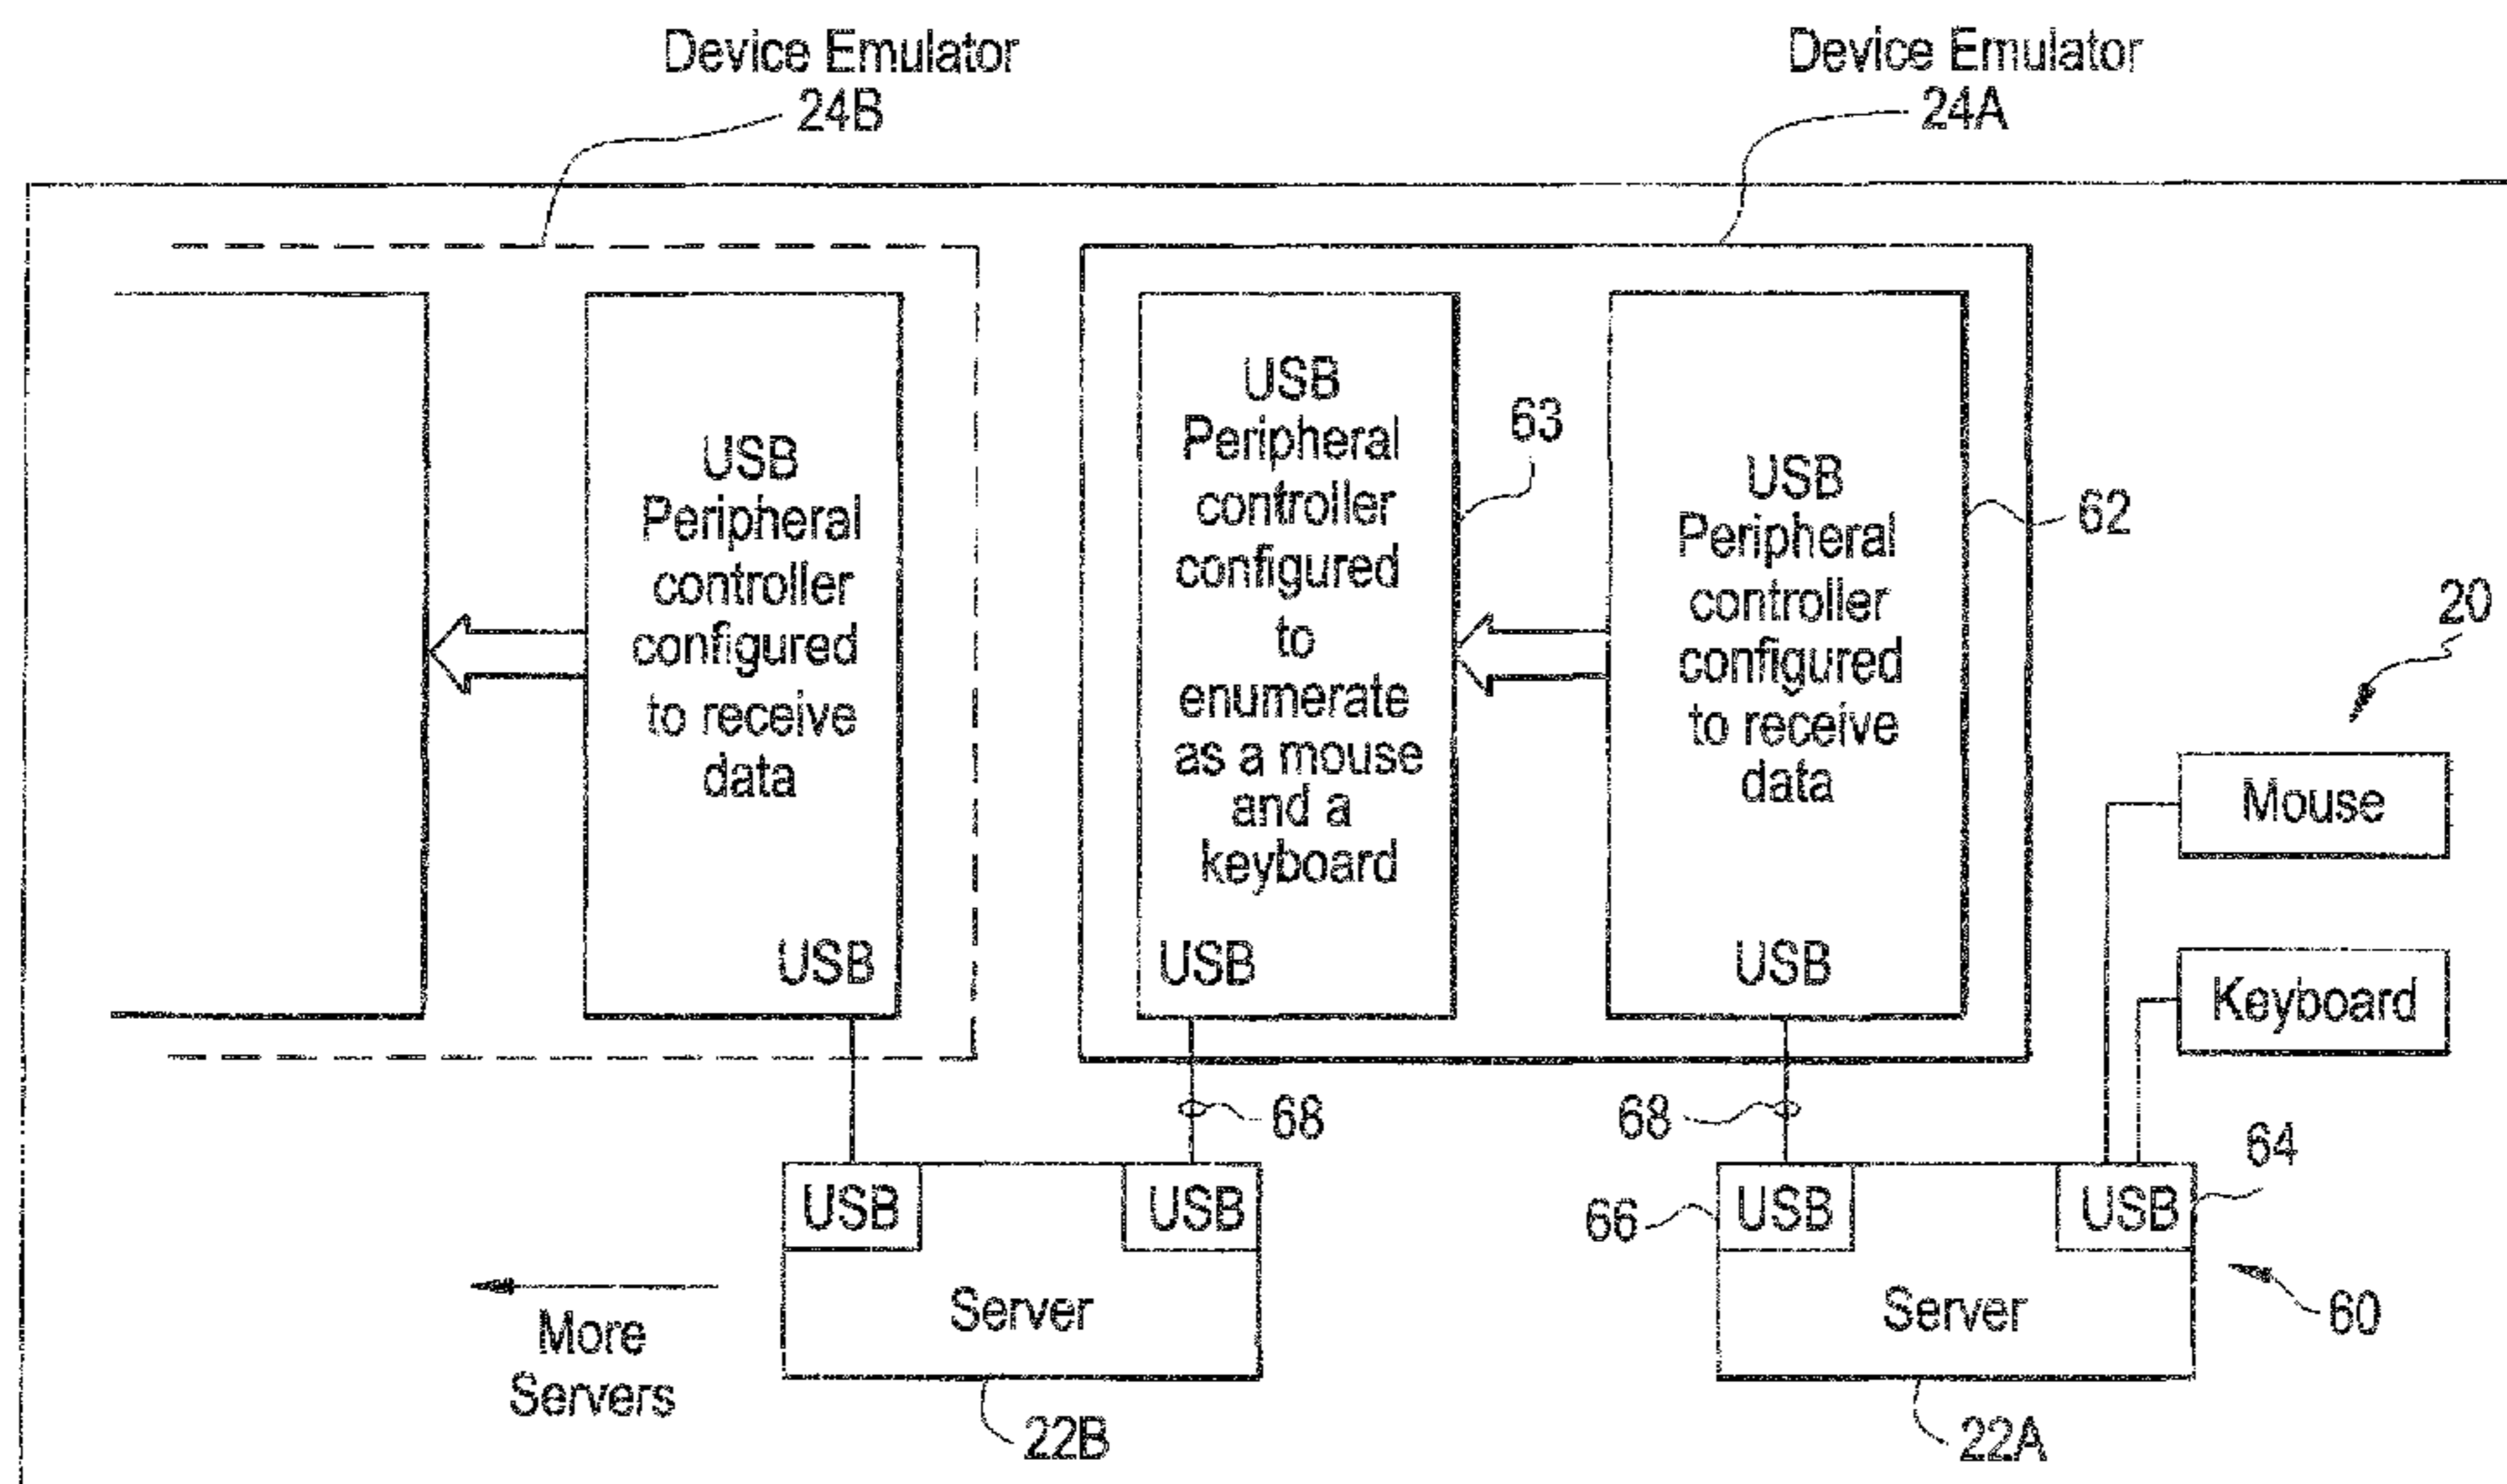 Device Emulator
24B
Device Emulator
24A
USB
Peripheral
controller
configured
to receive
data
USB
USB
Peripheral
controller
configured
to
enumerate
as a mouse
and a
keyboard
USB
63
USB
Peripheral
controller
configured
to receive
data
USB
62
20
Mouse
Keyboard
68
68
64
USB
USB
Server
22B
66
USB
USB
Server
60
22A
More
Servers